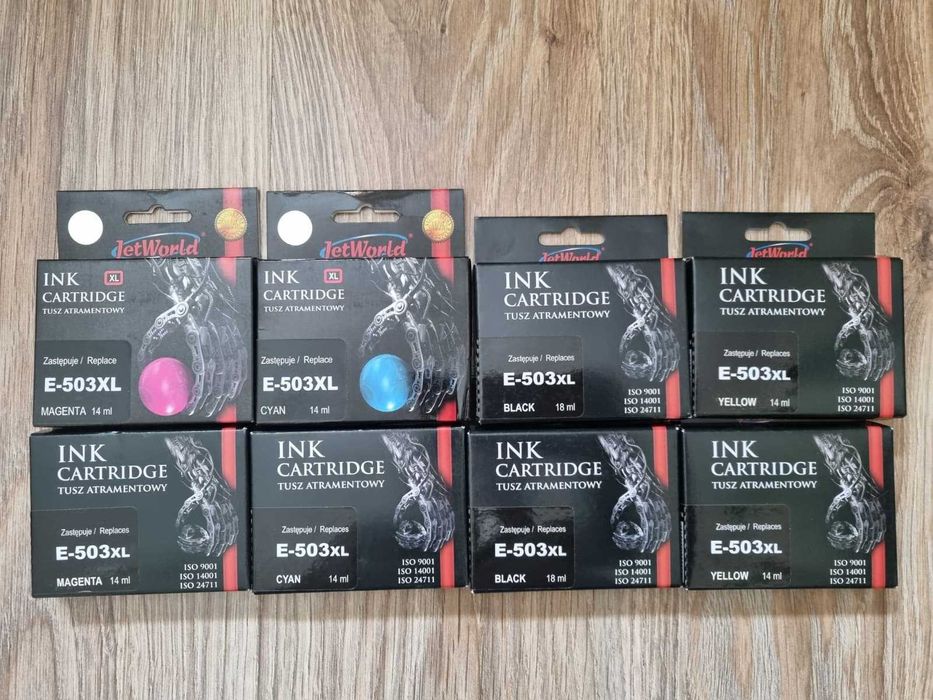 JetWorld
INK XL
CARTRIDGE
TUSZ ATRAMENTOWY
Zastępuje / Replace
E-503XL
MAGENTA 14 ml
JetWorld
INK XL
CARTRIDGE
TUSZ ATRAMENTOWY
Zastępuje / Replace
E-503XL
CYAN 14 ml
JetWorld
INK
CARTRIDGE
TUSZ ATRAMENTOWY
Zastępuje / Replaces
E-503XL
BLACK 18 ml
ISO 9001
ISO 14001
ISO 24711
JetWorld
INK
CARTRIDGE
TUSZ ATRAMENTOWY
Zastępuje / Replaces
E-503XL
YELLOW 14 ml
ISO 9001
ISO 14001
ISO 24711
INK
CARTRIDGE
TUSZ ATRAMENTOWY
Zastępuje / Replaces
E-503XL
MAGENTA 14 ml
ISO 9001
ISO 14001
ISO 24711
INK
CARTRIDGE
TUSZ ATRAMENTOWY
Zastępuje / Replaces
E-503XL
CYAN 14 ml
ISO 9001
ISO 14001
ISO 24711
INK
CARTRIDGE
TUSZ ATRAMENTOWY
Zastępuje / Replaces
E-503XL
BLACK 18 ml
ISO 9001
ISO 14001
ISO 24711
INK
CARTRIDGE
TUSZ ATRAMENTOWY
Zastępuje / Replaces
E-503XL
YELLOW 14 ml
ISO 9001
ISO 14001
ISO 24711